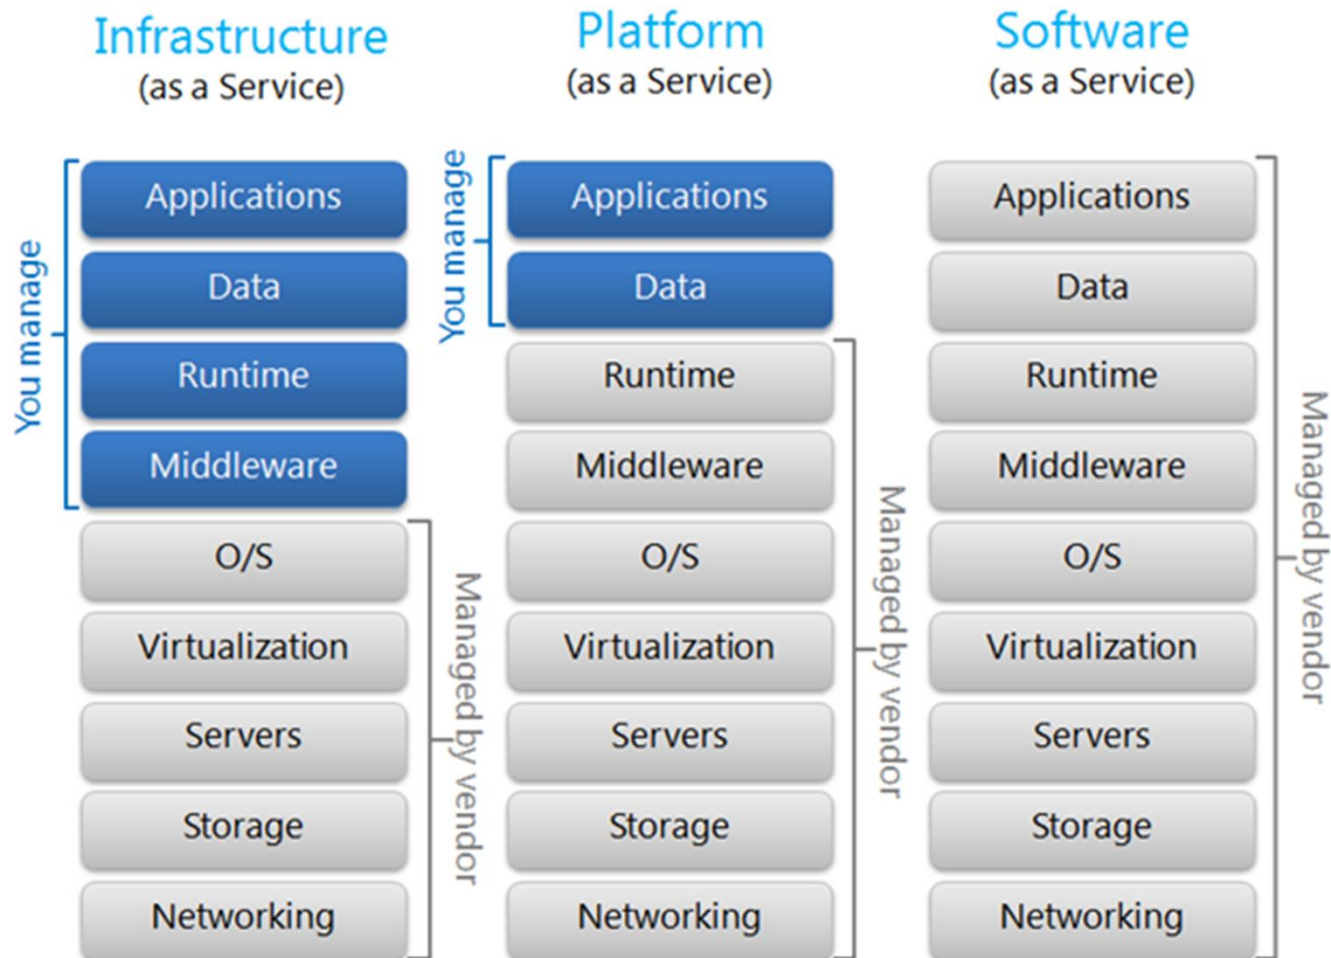 Infrastructure
(as a Service)
You manage
Applications
Data
Runtime
Middleware
O/S
Virtualization
Servers
Storage
Networking
Managed by vendor
Platform
(as a Service)
You manage
Applications
Data
Runtime
Middleware
O/S
Virtualization
Servers
Storage
Networking
Managed by vendor
Software
(as a Service)
Applications
Data
Runtime
Middleware
O/S
Virtualization
Servers
Storage
Networking
Managed by vendor